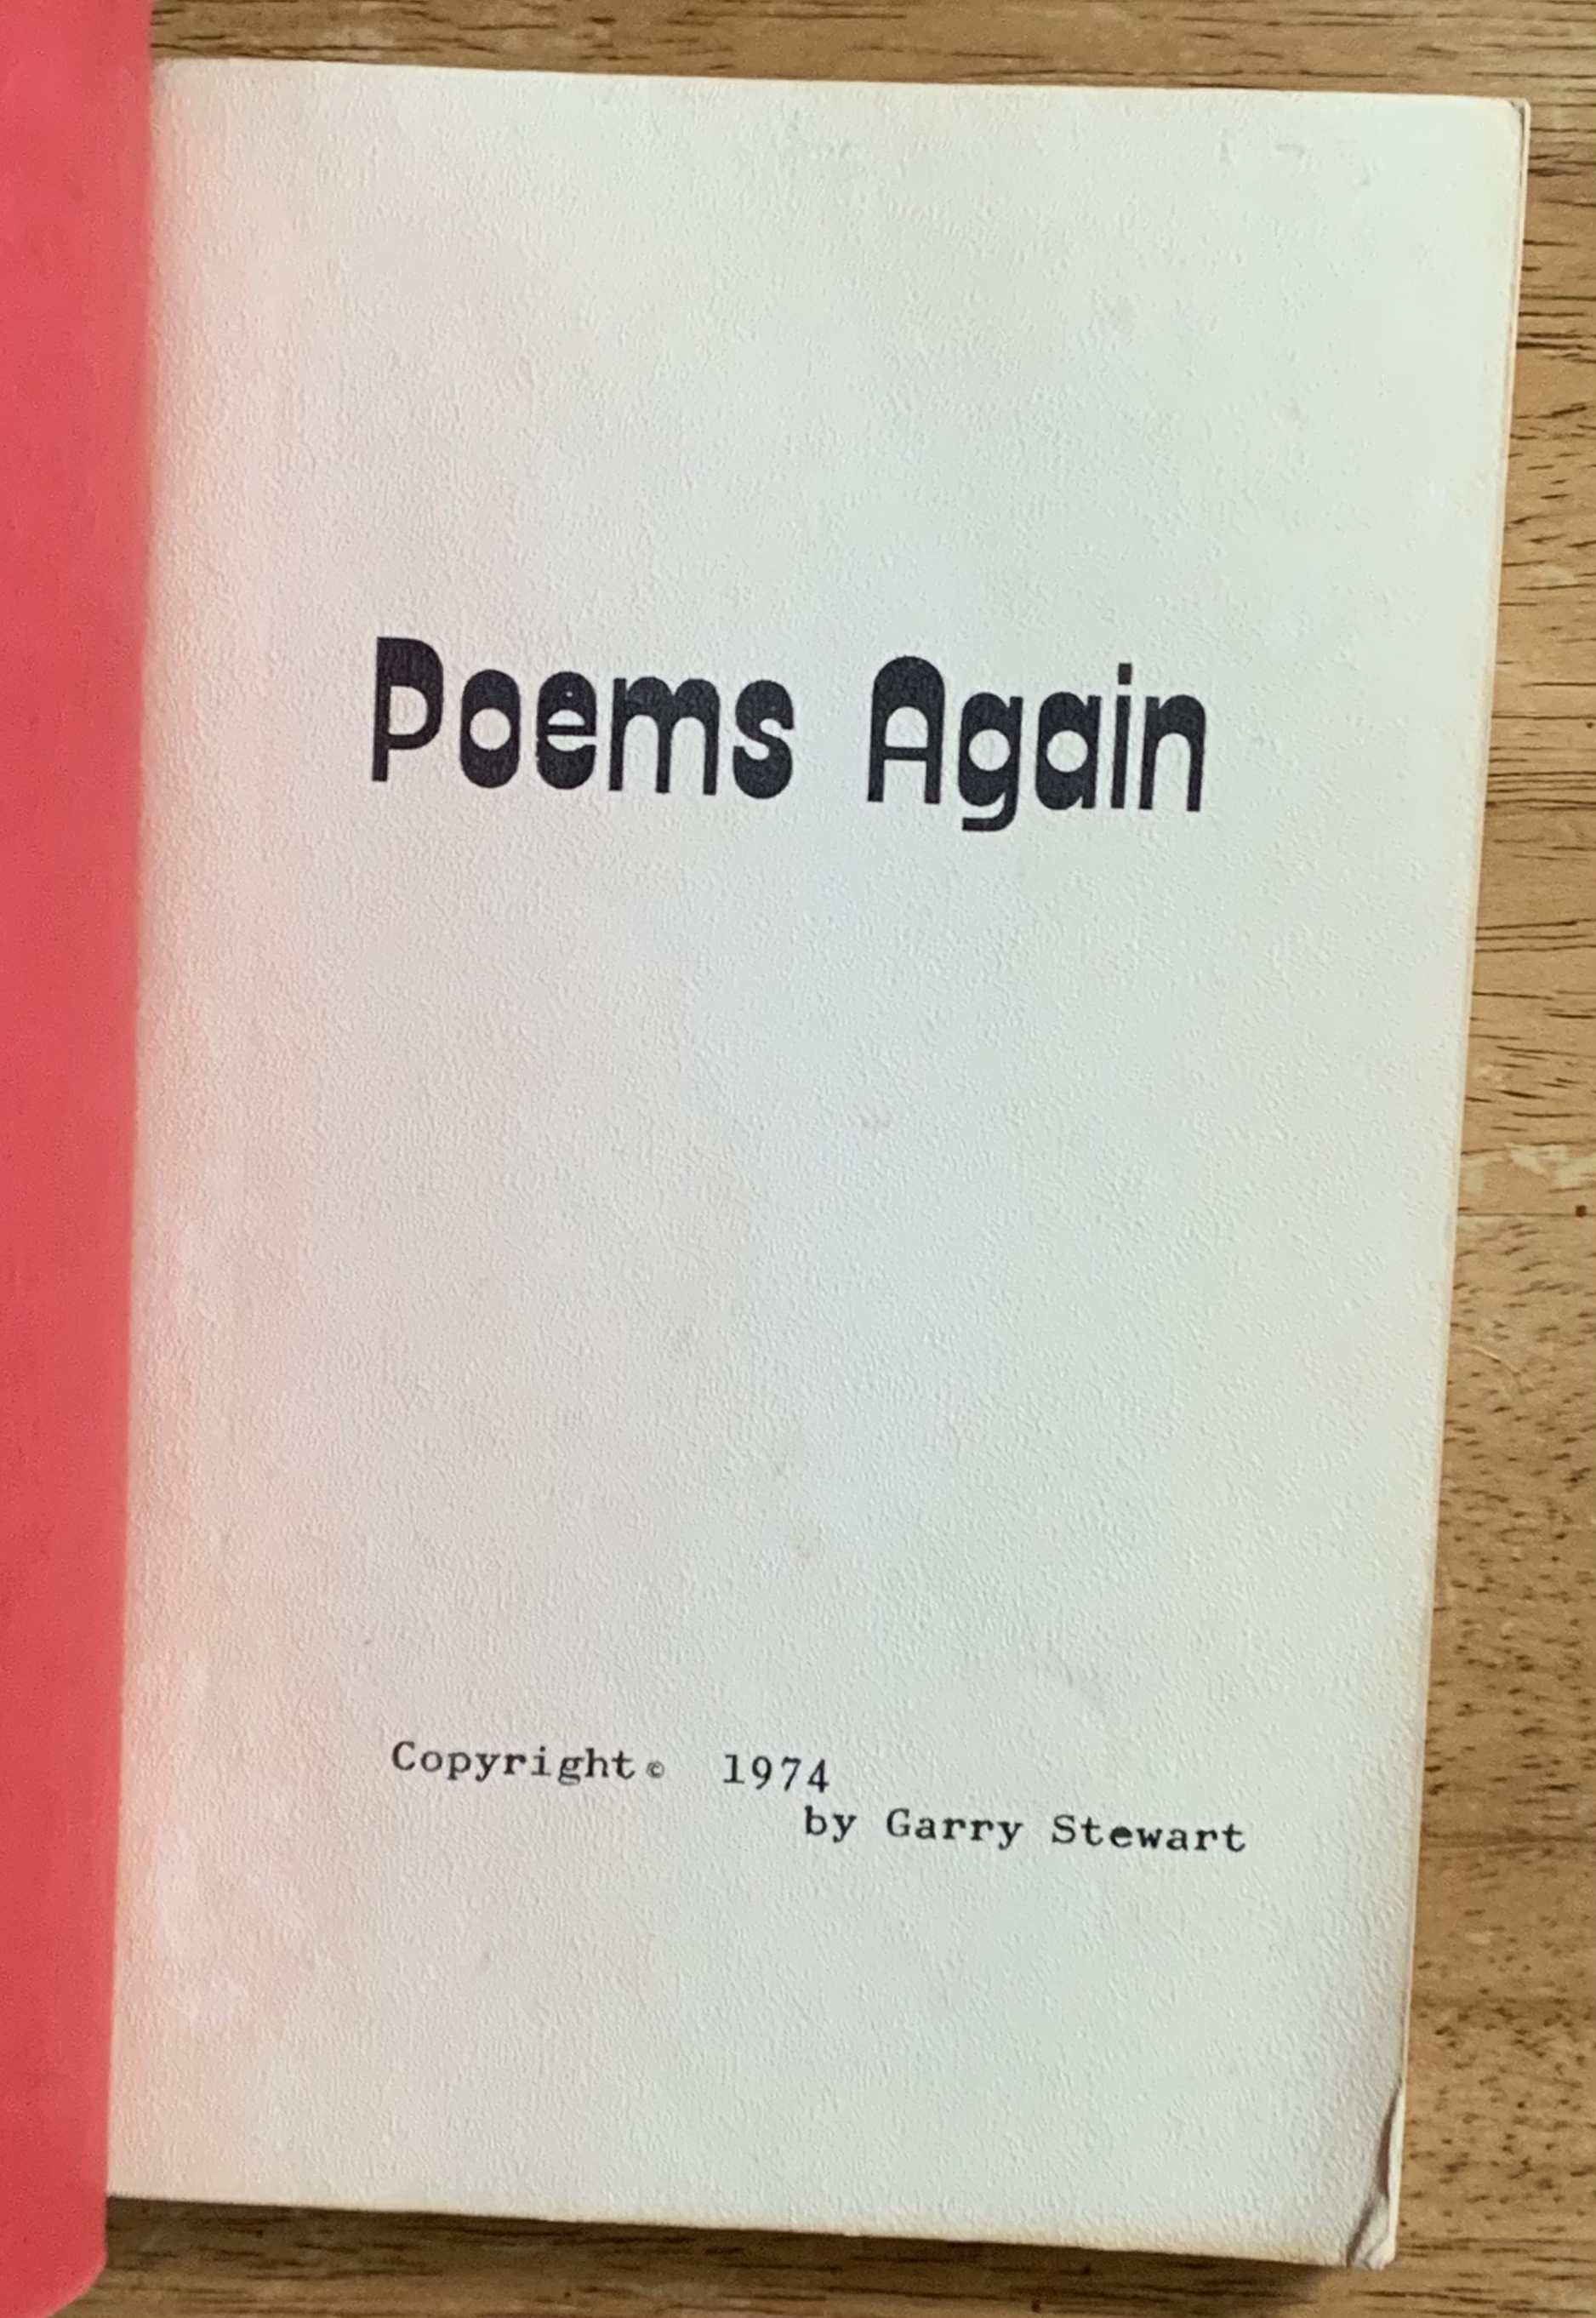 Poems Again
Copyright © 1974
by Garry Stewart